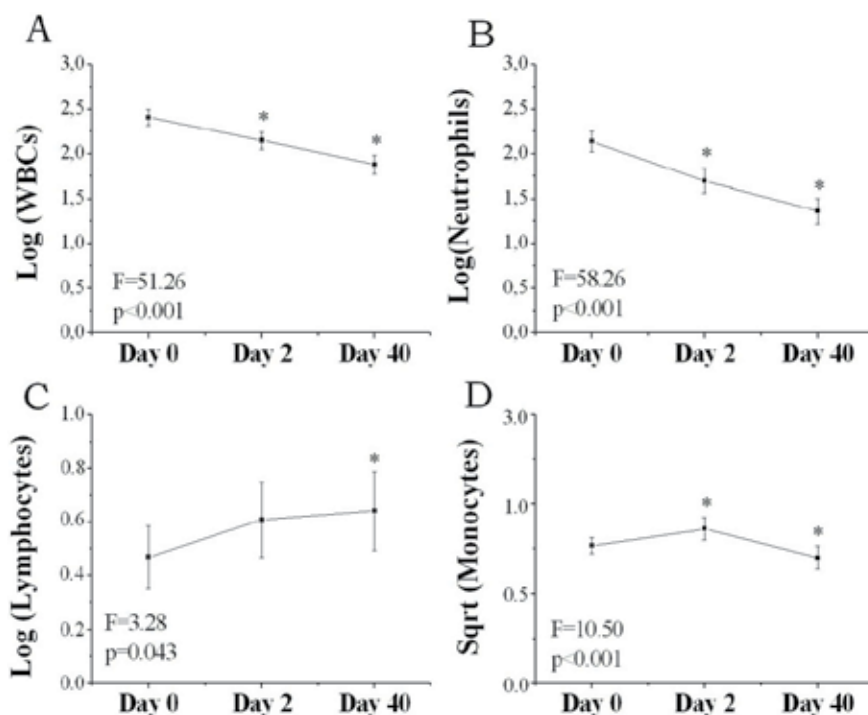 A
Log (WBCs)
3,0
2,5
2,0
1,5
1,0
0,5
0,0
*
*
F=51.26
p<0.001
Day 0 Day 2 Day 40
B
Log(Neutrophils)
3,0
2,5
2,0
1,5
1,0
0,5
0,0
*
*
F=58.26
p<0.001
Day 0 Day 2 Day 40
C
Log (Lymphocytes)
1.0
0.8
0.6
0.4
0.2
0.0
*
F=3.28
p=0.043
Day 0 Day 2 Day 40
D
Sqrt (Monocytes)
3.0
1.0
0.5
0.0
*
*
F=10.50
p<0.001
Day 0 Day 2 Day 40